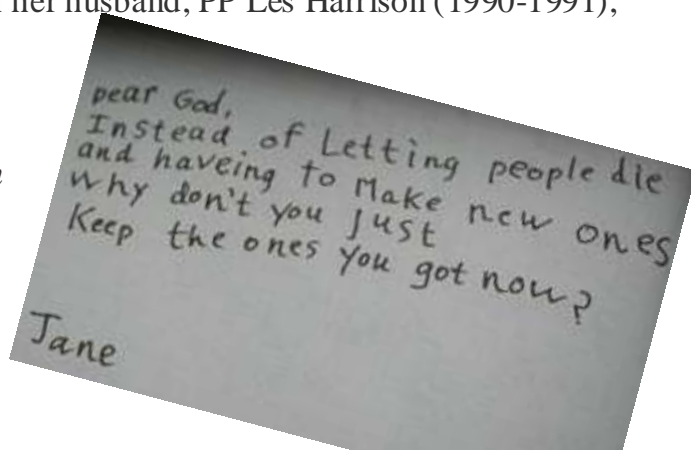 her husband, PP Les Harrison (1990-1991),
Dear God,
Instead of Letting people die
and haveing to Make new ones
Why don't you Just
Keep the ones you got now?
Jane